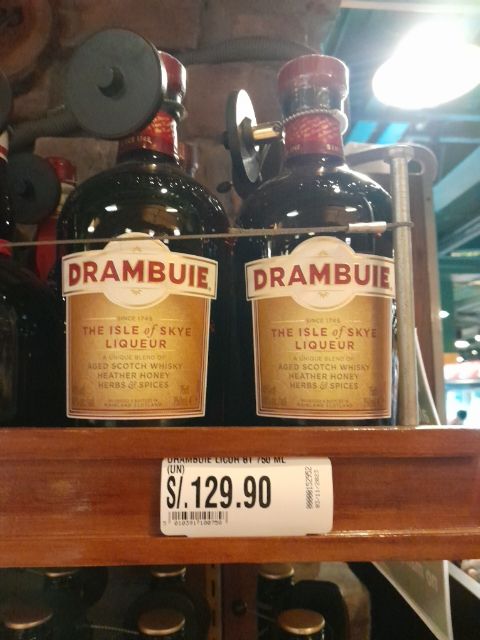 DRAMBUIE
SINCE 1745
THE ISLE of SKYE
LIQUEUR
A UNIQUE BLEND OF
AGED SCOTCH WHISKY
HEATHER HONEY
HERBS & SPICES
DRAMBUIE
SINCE 1745
THE ISLE of SKYE
LIQUEUR
A UNIQUE BLEND OF
AGED SCOTCH WHISKY
HEATHER HONEY
HERBS & SPICES
DRAMBUIE LICOR BT 750 ML
(UN)
S/.129.90